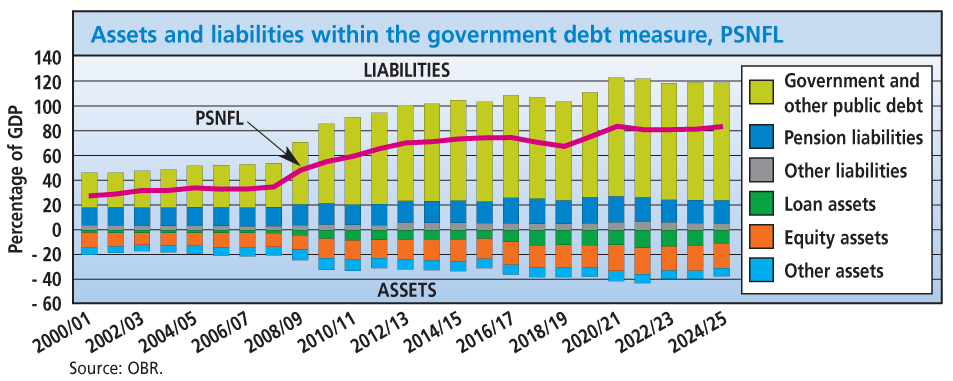 Assets and liabilities within the government debt measure, PSNFL
Percentage of GDP
140
120
100
80
60
40
20
0
- 20
- 40
- 60
LIABILITIES
PSNFL
ASSETS
Government and
other public debt
Pension liabilities
Other liabilities
Loan assets
Equity assets
Other assets
2000/01
2002/03
2004/05
2006/07
2008/09
2010/11
2012/13
2014/15
2016/17
2018/19
2020/21
2022/23
2024/25
Source: OBR.